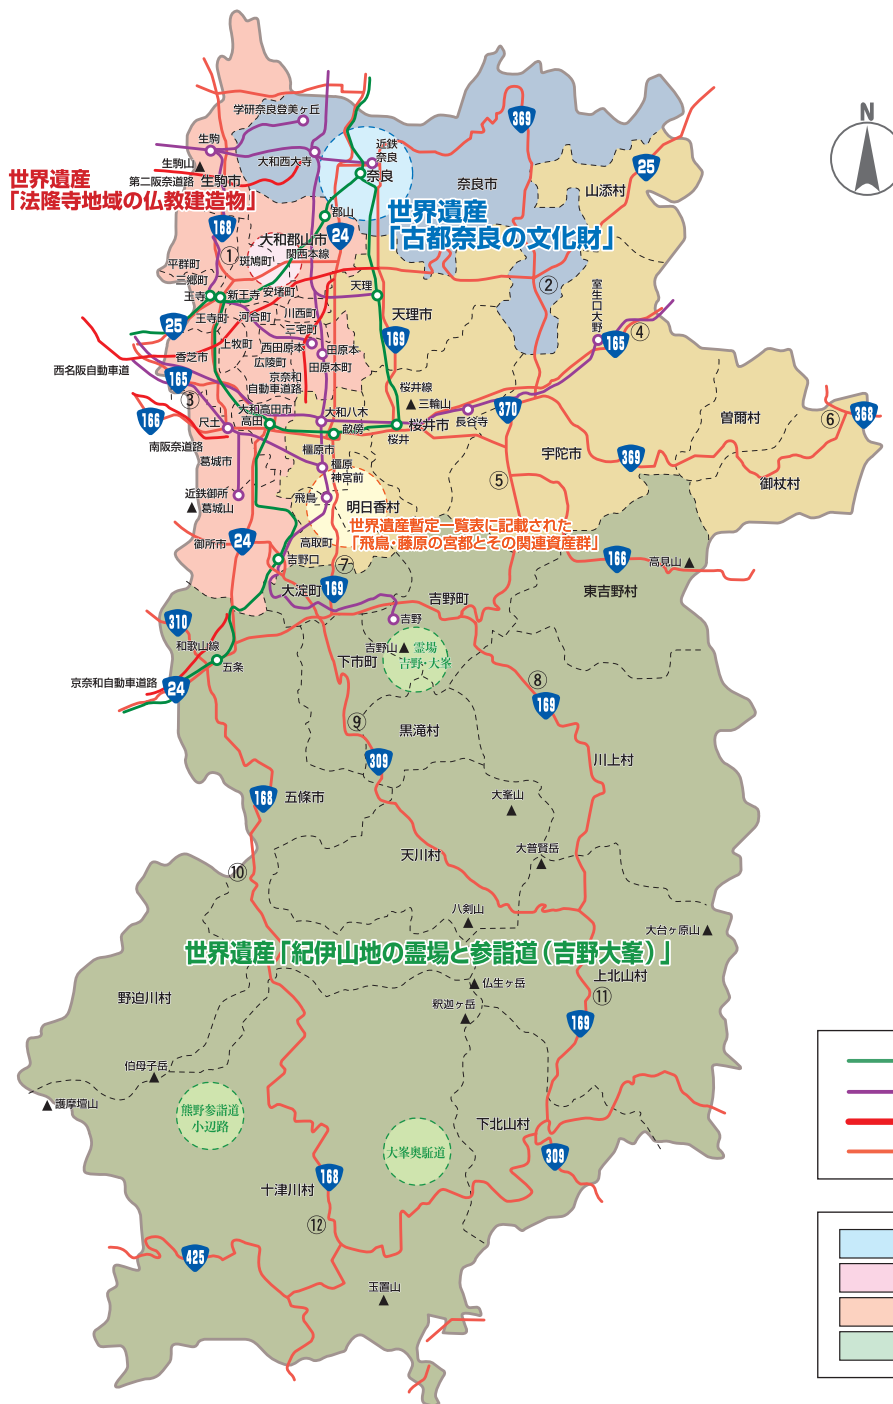 学研奈良登美ヶ丘
369
N
生駒
近鉄
奈良
生駒山
大和西大寺
第二阪奈道路
生駒市
奈良
25
奈良市
山添村
世界遺産
「法隆寺地域の仏教建造物」
郡山
世界遺産
「古都奈良の文化財」
168
24
大和郡山市
関西本線
①
斑鳩町
平群町
三郷町
安堵町
天理
②
室生口大野
王寺
新王寺
王寺町
河合町
川西町
天理市
④
25
三宅町
169
165
上牧町
西田原本
田原本
香芝市
広陵町
田原本町
西名阪自動車道
165
京奈和
自動車道路
桜井線
③
三輪山
370
368
166
大和高田市
大和八木
長谷寺
曽爾村
⑥
尺土
高田
畝傍
桜井市
桜井
南阪奈道路
橿原市
宇陀市
369
葛城市
橿原
神宮前
⑤
御杖村
近鉄御所
飛鳥
明日香村
葛城山
世界遺産暫定一覧表に記載された
「飛鳥・藤原の宮都とその関連資産群」
御所市
24
高取町
吉野口
⑦
166
高見山
大淀町
169
吉野町
東吉野村
310
吉野
和歌山線
五条
下市町
吉野山
霊場
吉野・大峯
京奈和自動車道路
24
⑧
169
⑨
黒滝村
309
川上村
168
五條市
大峯山
天川村
大普賢岳
⑩
八剣山
大台ヶ原山
世界遺産「紀伊山地の霊場と参詣道（吉野大峯）」
上北山村
仏生ヶ岳
野迫川村
釈迦ヶ岳
⑪
169
伯母子岳
護摩壇山
熊野参詣道
小辺路
下北山村
大峯奥駈道
309
168
十津川村
⑫
425
玉置山